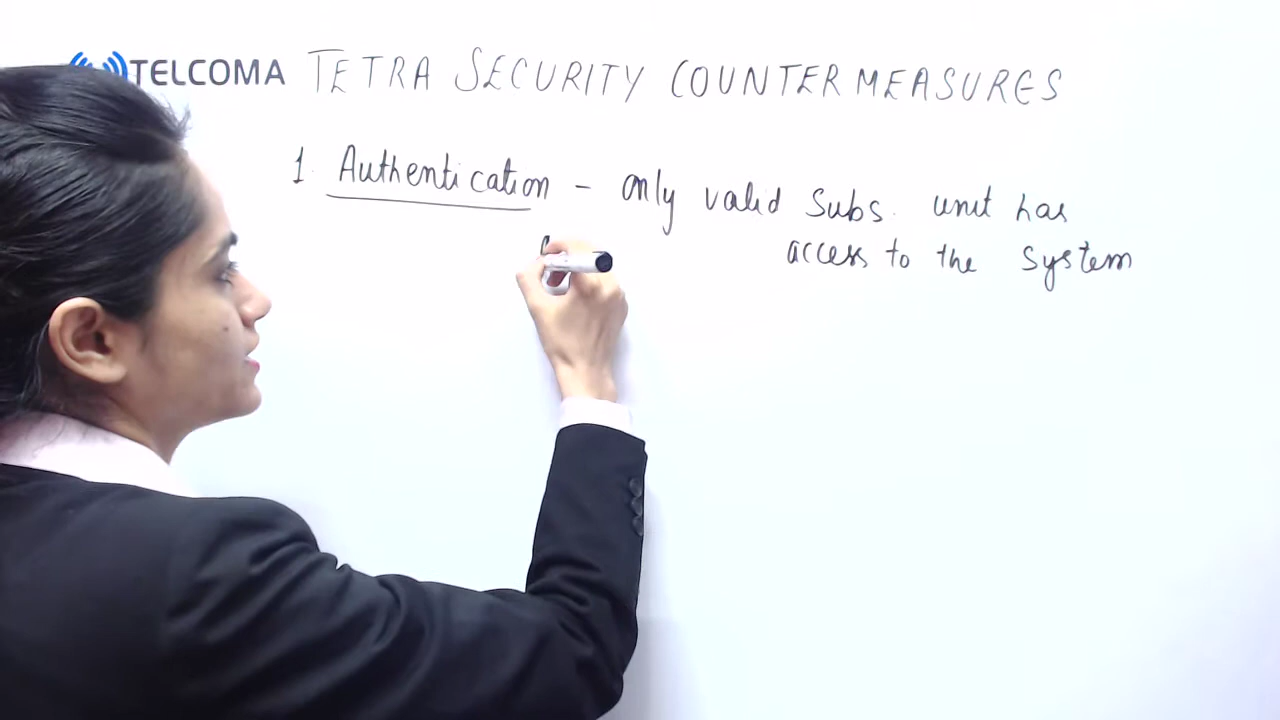 TELCOMA TETRA SECURITY COUNTERMEASURES
1. Authentication - only valid Subs. unit has
access to the System